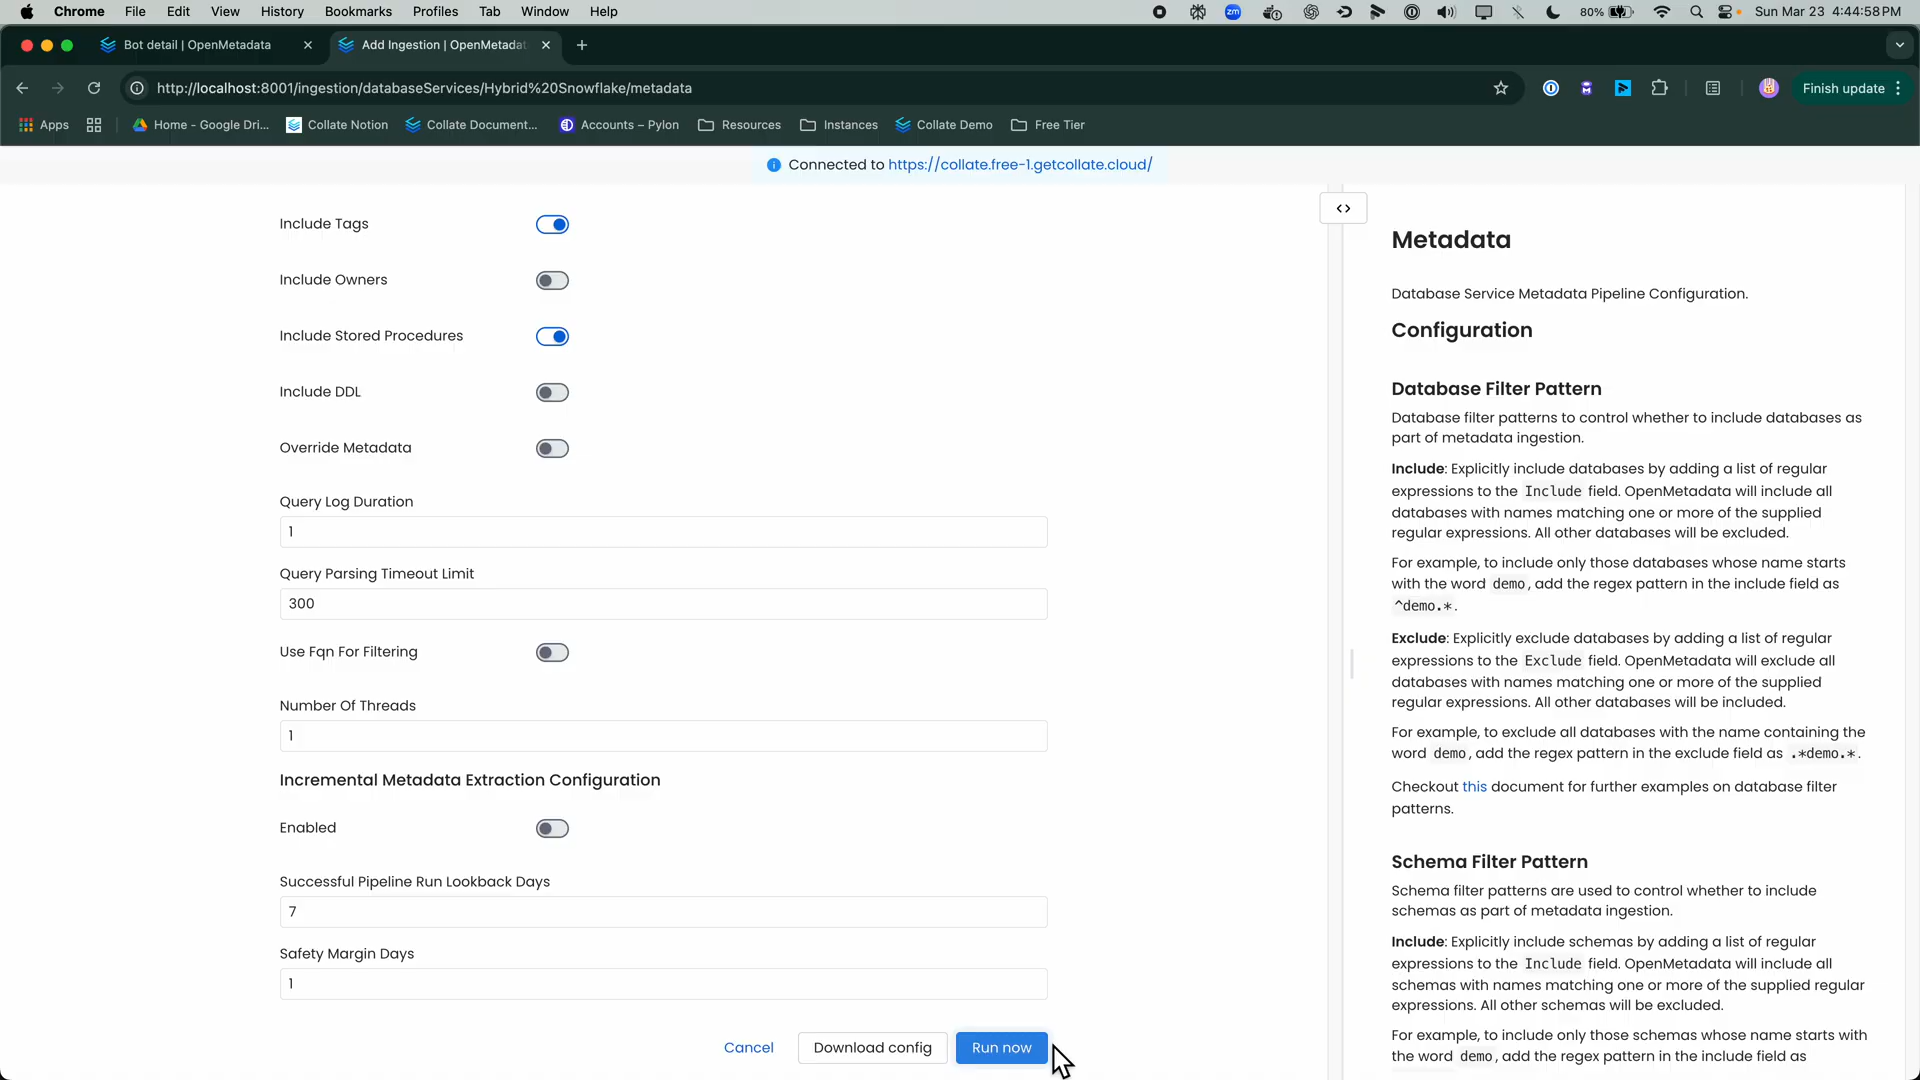 Chrome File Edit View History Bookmarks Profiles Tab Window Help
zm
80%
Sun Mar 23 4:44:58 PM
Bot detail | OpenMetadata
Add Ingestion | OpenMetadat
http://localhost:8001/ingestion/databaseServices/Hybrid%20Snowflake/metadata
Finish update
Apps
Home - Google Dri...
Collate Notion
Collate Document...
Accounts – Pylon
Resources
Instances
Collate Demo
Free Tier
Connected to https://collate.free-1.getcollate.cloud/
Include Tags
Include Owners
Include Stored Procedures
Include DDL
Override Metadata
Query Log Duration
1
Query Parsing Timeout Limit
300
Use Fqn For Filtering
Number Of Threads
1
Incremental Metadata Extraction Configuration
Enabled
Successful Pipeline Run Lookback Days
7
Safety Margin Days
1
Cancel
Download config
Run now
Metadata
Database Service Metadata Pipeline Configuration.
Configuration
Database Filter Pattern
Database filter patterns to control whether to include databases as
part of metadata ingestion.
Include: Explicitly include databases by adding a list of regular
expressions to the Include field. OpenMetadata will include all
databases with names matching one or more of the supplied
regular expressions. All other databases will be excluded.
For example, to include only those databases whose name starts
with the word demo, add the regex pattern in the include field as
^demo.*.
Exclude: Explicitly exclude databases by adding a list of regular
expressions to the Exclude field. OpenMetadata will exclude all
databases with names matching one or more of the supplied
regular expressions. All other databases will be included.
For example, to exclude all databases with the name containing the
word demo, add the regex pattern in the exclude field as .*demo.*.
Checkout this document for further examples on database filter
patterns.
Schema Filter Pattern
Schema filter patterns are used to control whether to include
schemas as part of metadata ingestion.
Include: Explicitly include schemas by adding a list of regular
expressions to the Include field. OpenMetadata will include all
schemas with names matching one or more of the supplied regular
expressions. All other schemas will be excluded.
For example, to include only those schemas whose name starts with
the word demo, add the regex pattern in the include field as